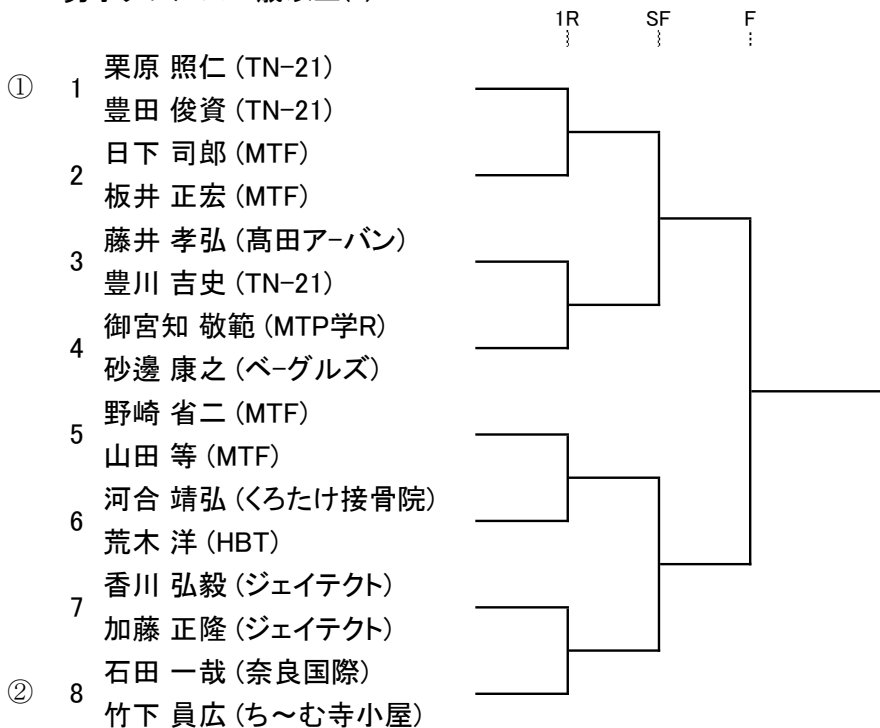 1R SF F
① 1 栗原 照仁 (TN-21)
豊田 俊資 (TN-21)
2 日下 司郎 (MTF)
板井 正宏 (MTF)
3 藤井 孝弘 (髙田ア-バン)
豊川 吉史 (TN-21)
4 御宮知 敬範 (MTP学R)
砂邊 康之 (ベ-グルズ)
5 野崎 省二 (MTF)
山田 等 (MTF)
6 河合 靖弘 (くろたけ接骨院)
荒木 洋 (HBT)
7 香川 弘毅 (ジェイテクト)
加藤 正隆 (ジェイテクト)
② 8 石田 一哉 (奈良国際)
竹下 員広 (ち～む寺小屋)